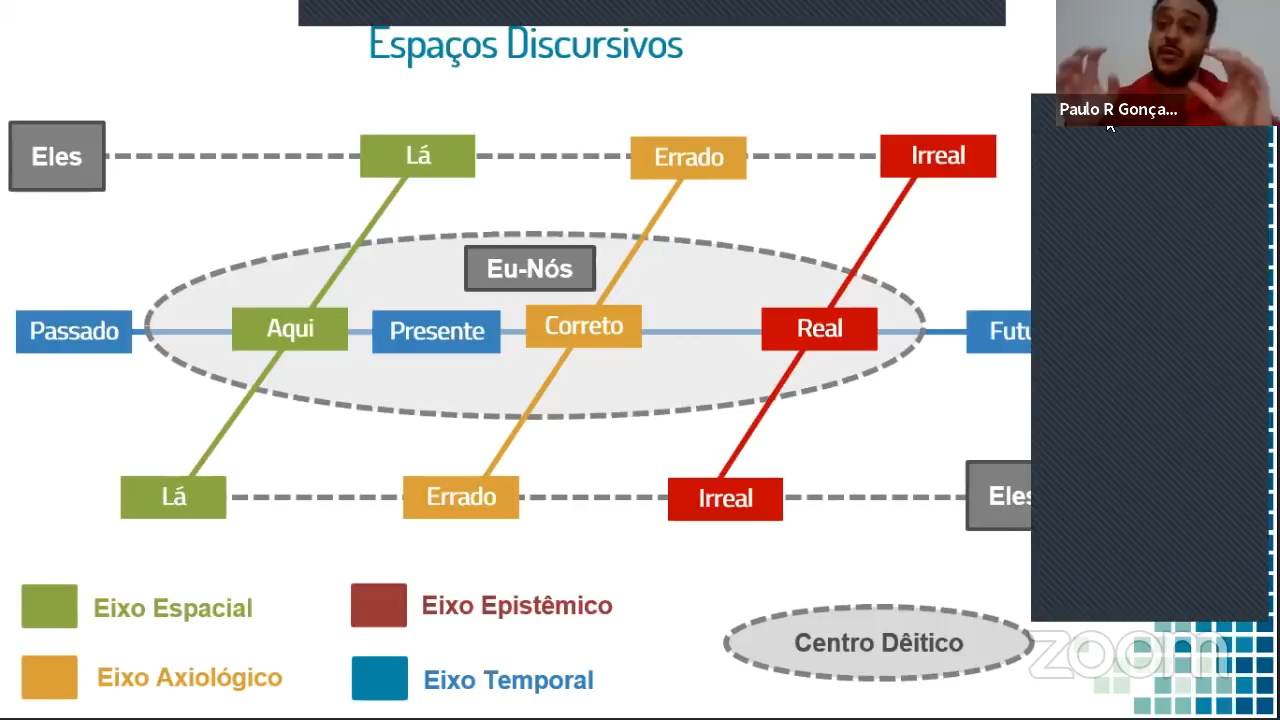 Espaços Discursivos
Paulo R Gonça...
Eles
Lá
Errado
Irreal
Eu-Nós
Passado
Aqui
Presente
Correto
Real
Futu
Lá
Errado
Irreal
Eles
Eixo Espacial
Eixo Epistêmico
Centro Dêitico
Eixo Axiológico
Eixo Temporal
zoom